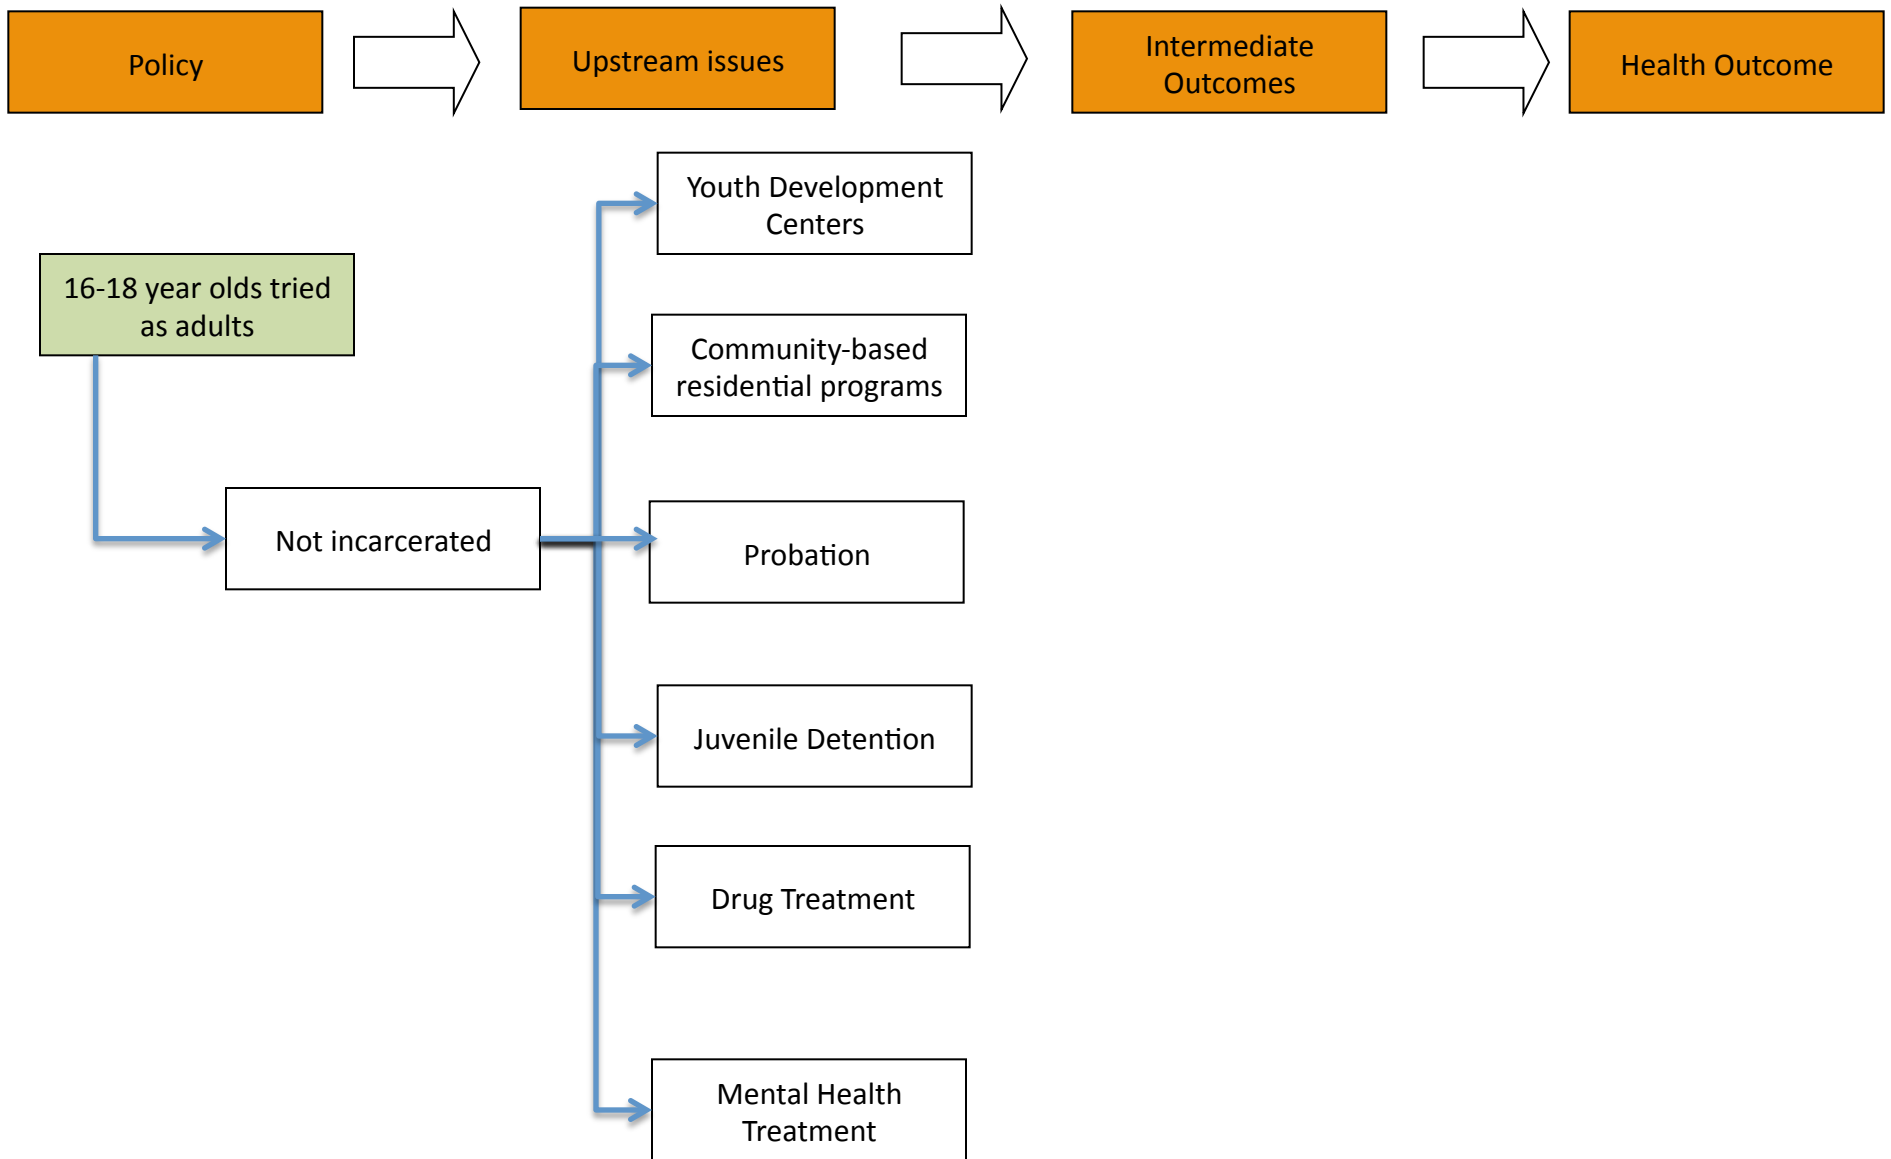 Policy
Upstream issues
Intermediate
Outcomes
Health Outcome
Youth Development
Centers
16-18 year olds tried
as adults
Community-based
residential programs
Not incarcerated
Probation
Juvenile Detention
Drug Treatment
Mental Health
Treatment